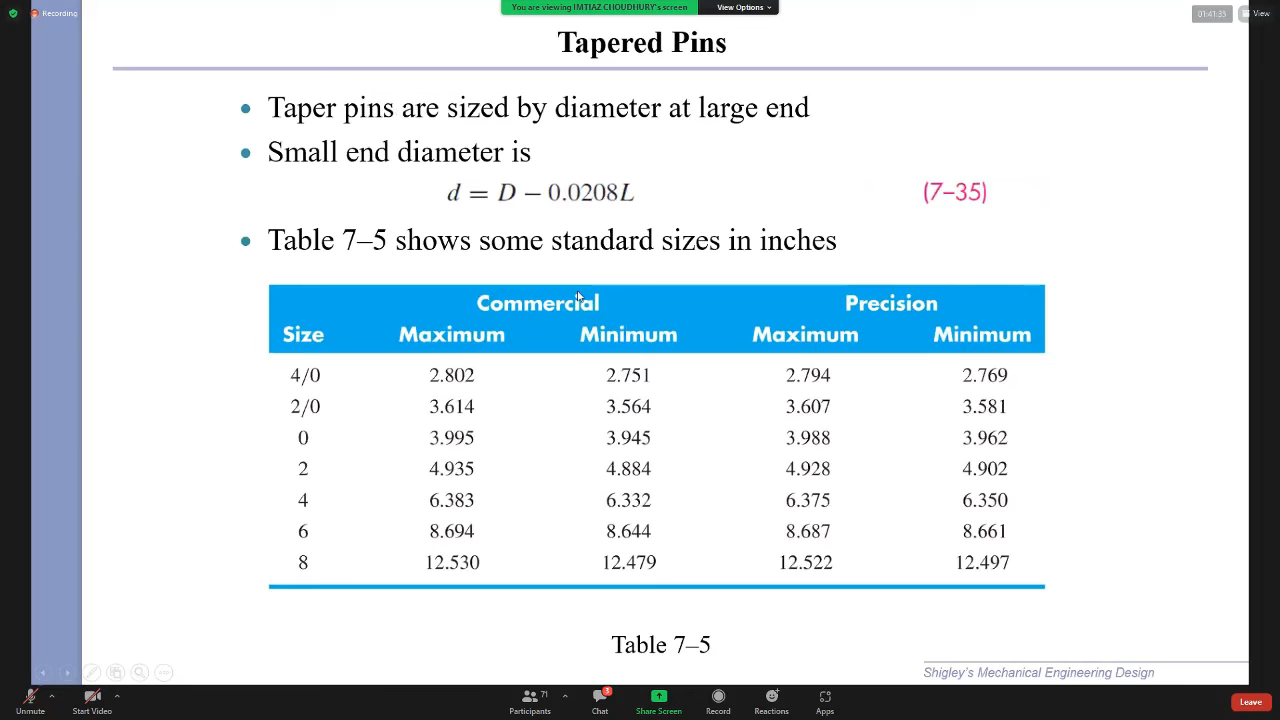 Recording
You are viewing IMTIAZ CHOUDHURY's screen
View Options
01:41:35
View
Tapered Pins
• Taper pins are sized by diameter at large end
• Small end diameter is
d = D − 0.0208L (7–35)
• Table 7–5 shows some standard sizes in inches
Commercial Precision
Size Maximum Minimum Maximum Minimum
4/0 2.802 2.751 2.794 2.769
2/0 3.614 3.564 3.607 3.581
0 3.995 3.945 3.988 3.962
2 4.935 4.884 4.928 4.902
4 6.383 6.332 6.375 6.350
6 8.694 8.644 8.687 8.661
8 12.530 12.479 12.522 12.497
Table 7–5
Shigley's Mechanical Engineering Design
Unmute
Start Video
71
Participants
3
Chat
Share Screen
Record
Reactions
Apps
Leave